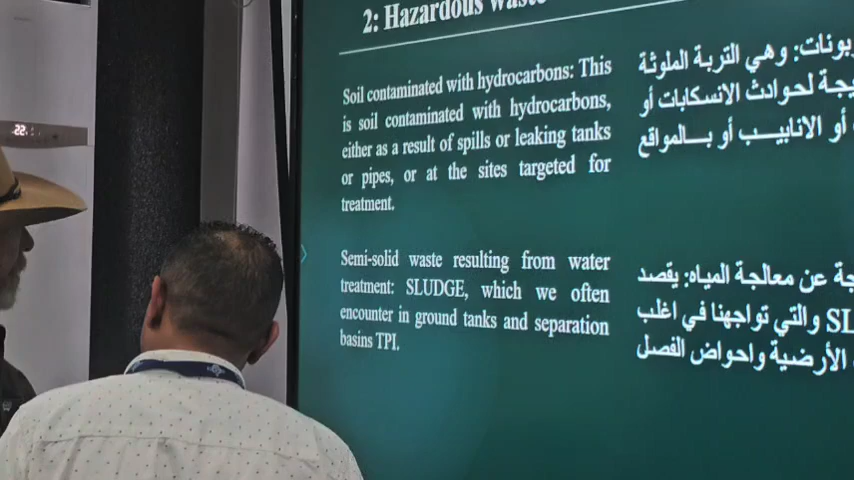 2: Hazardous waste
Soil contaminated with hydrocarbons: This
is soil contaminated with hydrocarbons,
either as a result of spills or leaking tanks
or pipes, or at the sites targeted for
treatment.
Semi-solid waste resulting from water
treatment: SLUDGE, which we often
encounter in ground tanks and separation
basins TPI.
وهي التربة الملوثة
لحوادث الانسكابات أو
أو الانابيب أو بالمواقع
عن معالجة المياه: يقصد
SL والتي تواجهنا في اغلب
الأرضية واحواض الفصل
22